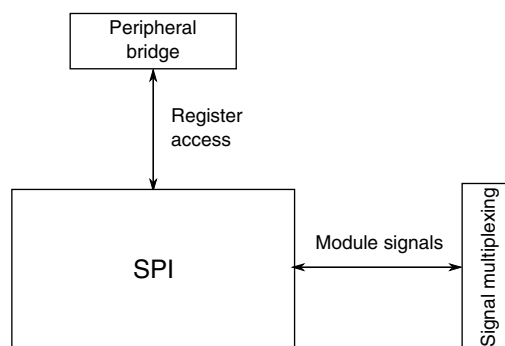 Peripheral
bridge
Register
access
SPI
Module signals
Signal multiplexing